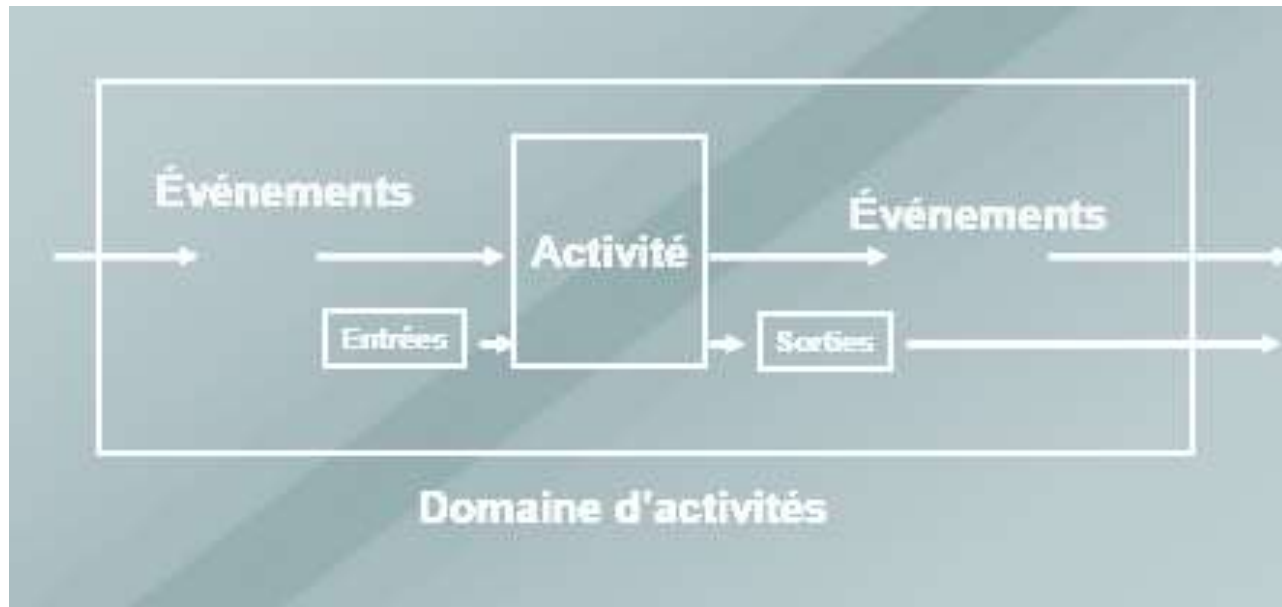 Événements
Événements
Activité
Entrées
Sorties
Domaine d'activités